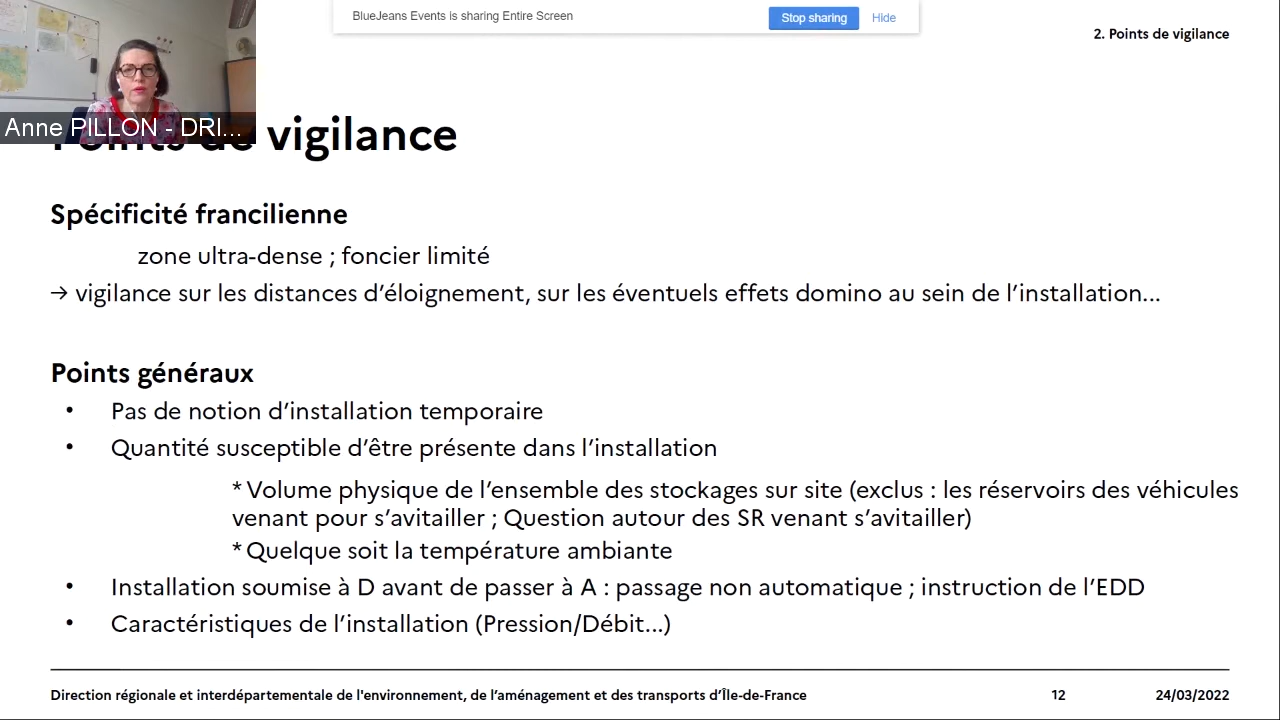 BlueJeans Events is sharing Entire Screen
Stop sharing
Hide
2. Points de vigilance
Anne PILLON - DRI...
Points de vigilance
Spécificité francilienne
zone ultra-dense ; foncier limité
→ vigilance sur les distances d’éloignement, sur les éventuels effets domino au sein de l’installation...
Points généraux
• Pas de notion d’installation temporaire
• Quantité susceptible d’être présente dans l’installation
* Volume physique de l’ensemble des stockages sur site (exclus : les réservoirs des véhicules
venant pour s’avitailler ; Question autour des SR venant s’avitailler)
* Quelque soit la température ambiante
• Installation soumise à D avant de passer à A : passage non automatique ; instruction de l’EDD
• Caractéristiques de l’installation (Pression/Débit...)
Direction régionale et interdépartementale de l'environnement, de l’aménagement et des transports d’Île-de-France
12
24/03/2022